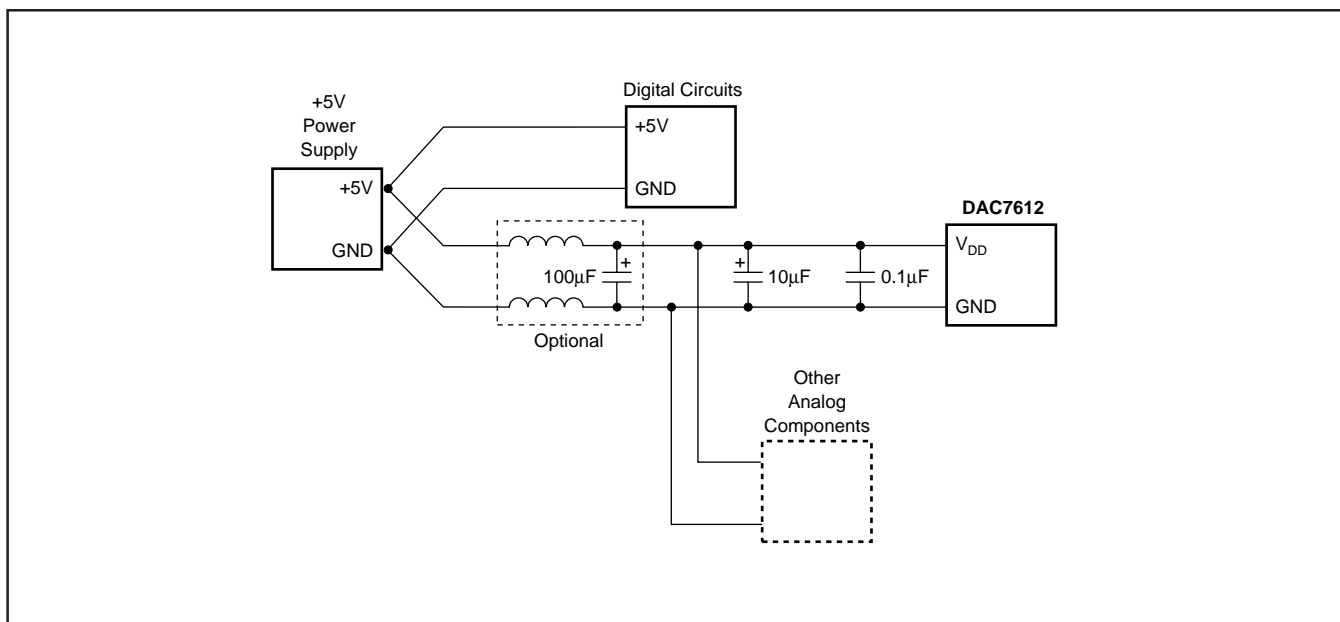 +5V
Power
Supply
+5V
GND
Digital Circuits
+5V
GND
100μF
+
Optional
+
10μF
0.1μF
DAC7612
VDD
GND
Other
Analog
Components